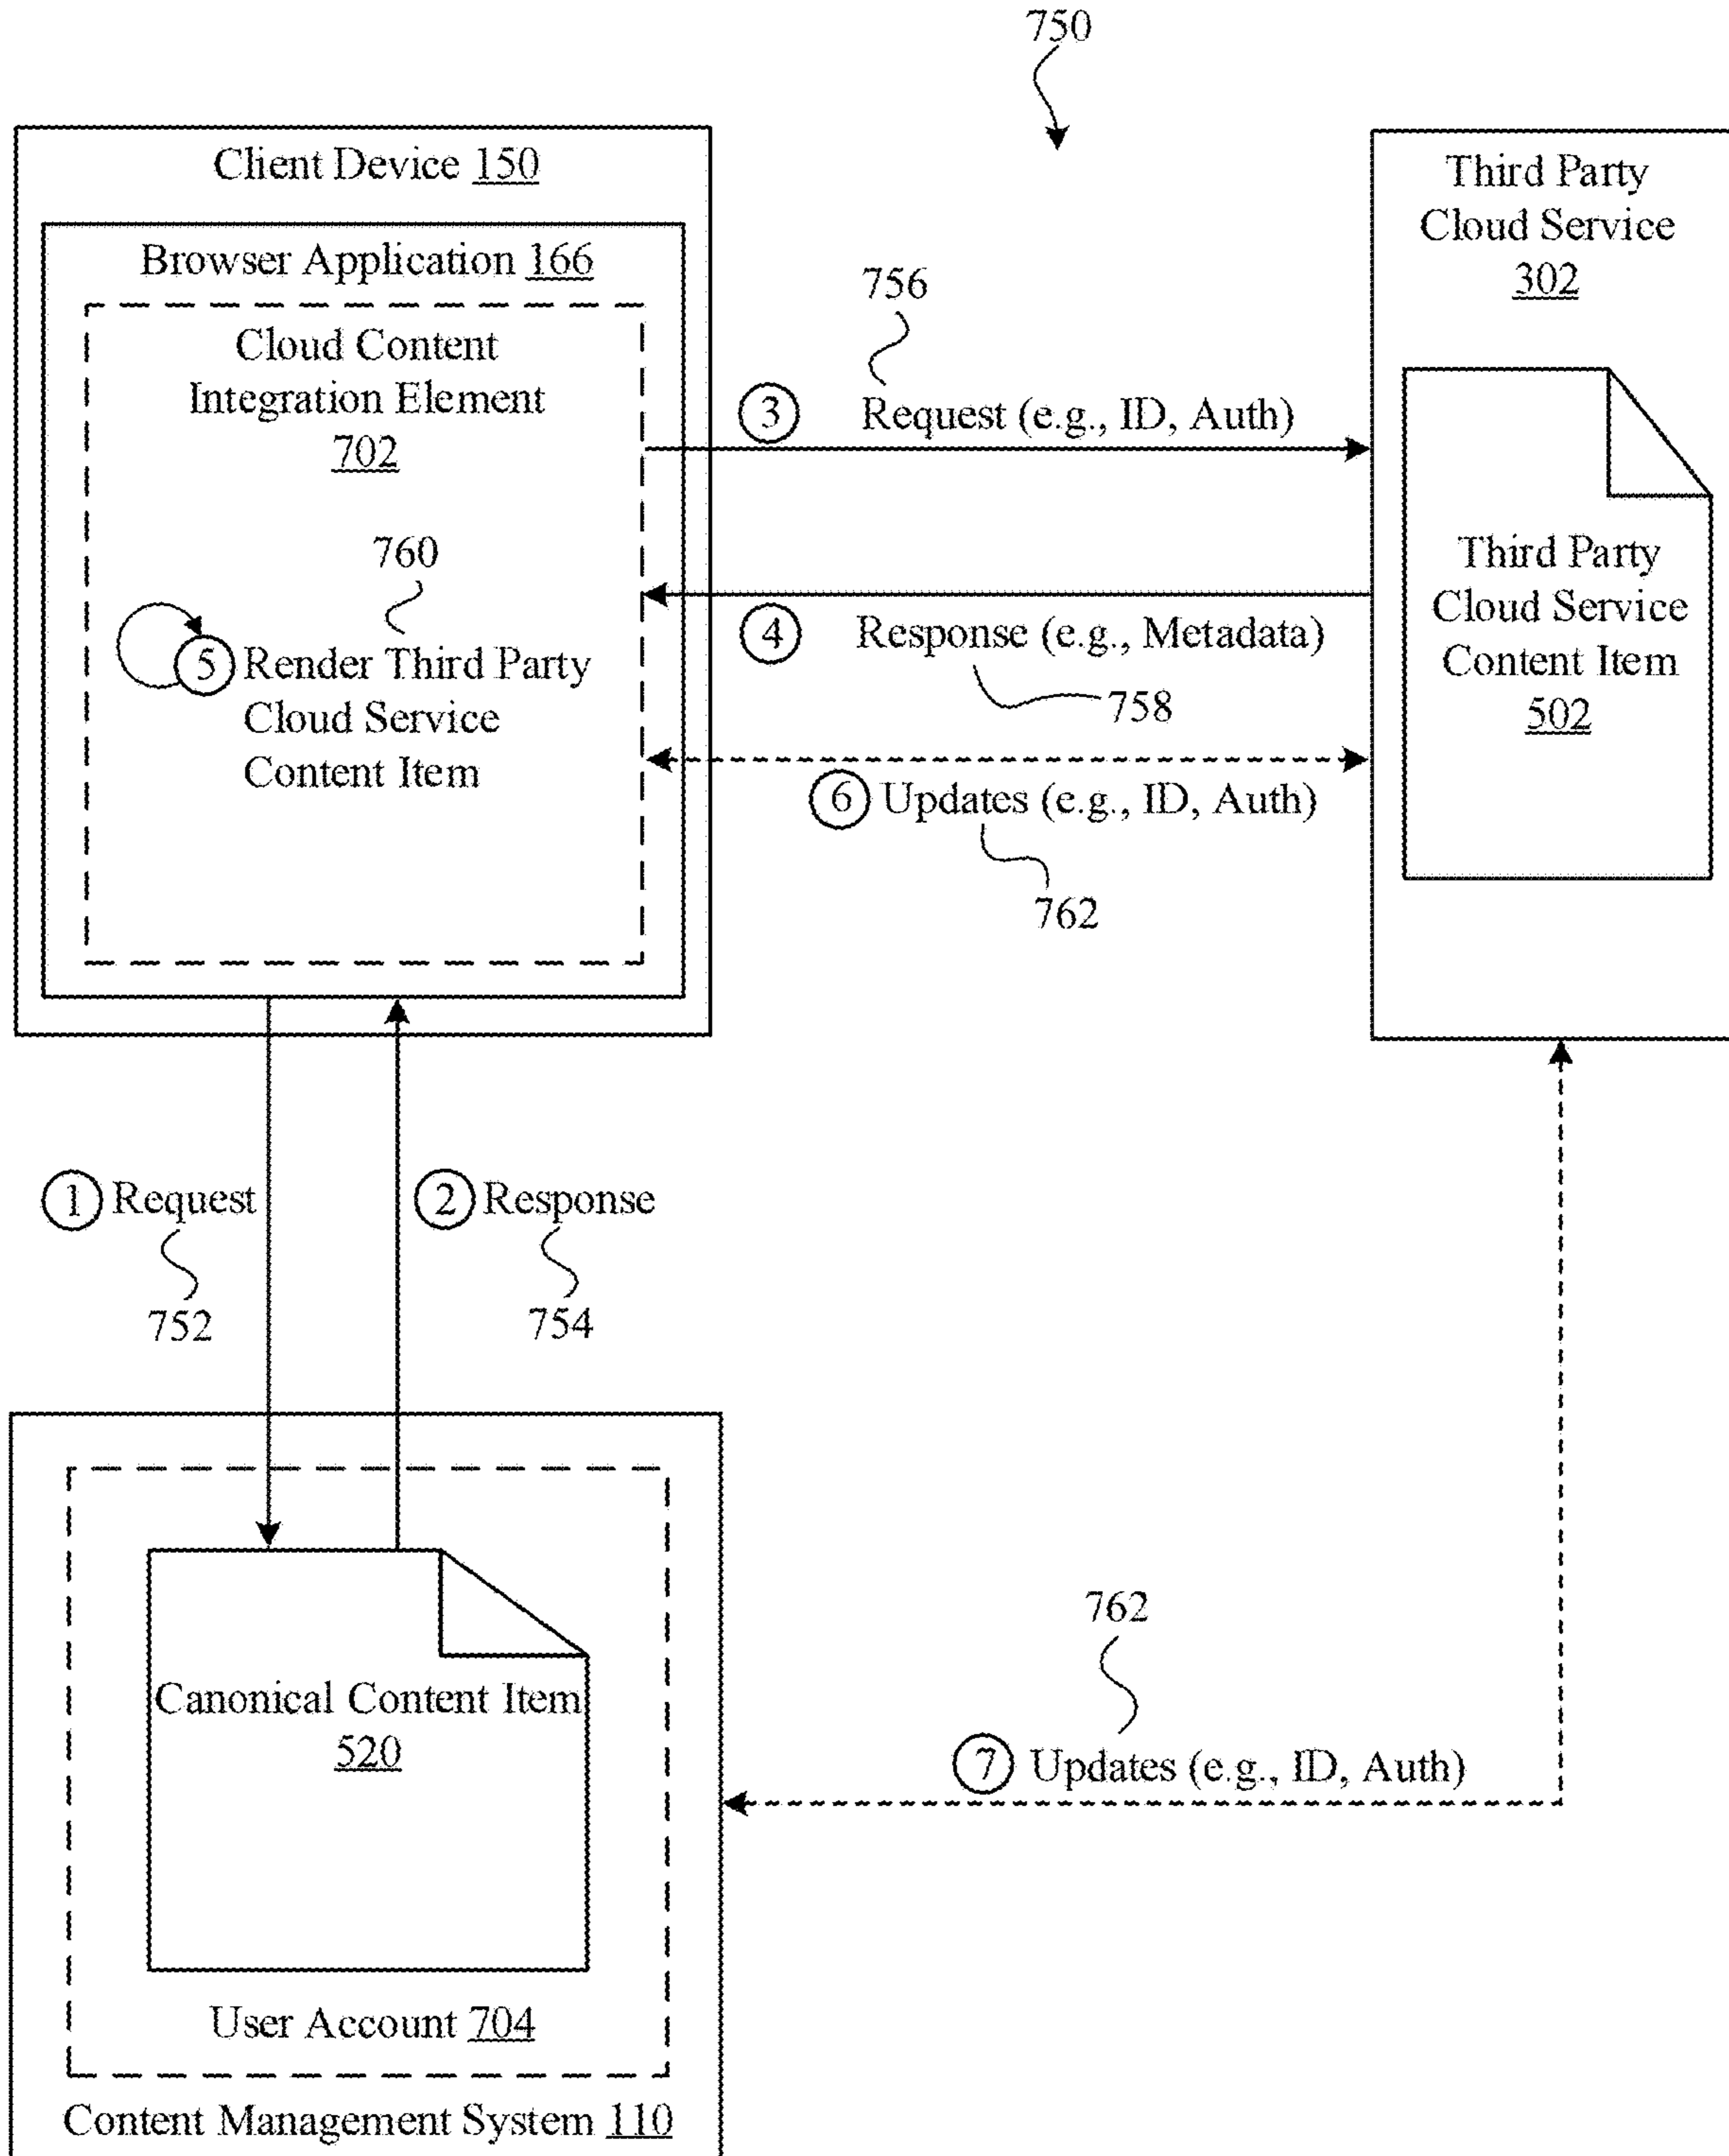 750
Client Device 150
Browser Application 166
Cloud Content
Integration Element
702
760
5 Render Third Party
Cloud Service
Content Item
756
3 Request (e.g., ID, Auth)
4 Response (e.g., Metadata)
758
6 Updates (e.g., ID, Auth)
762
Third Party
Cloud Service
302
Third Party
Cloud Service
Content Item
502
1 Request
752
2 Response
754
Canonical Content Item
520
User Account 704
Content Management System 110
762
7 Updates (e.g., ID, Auth)